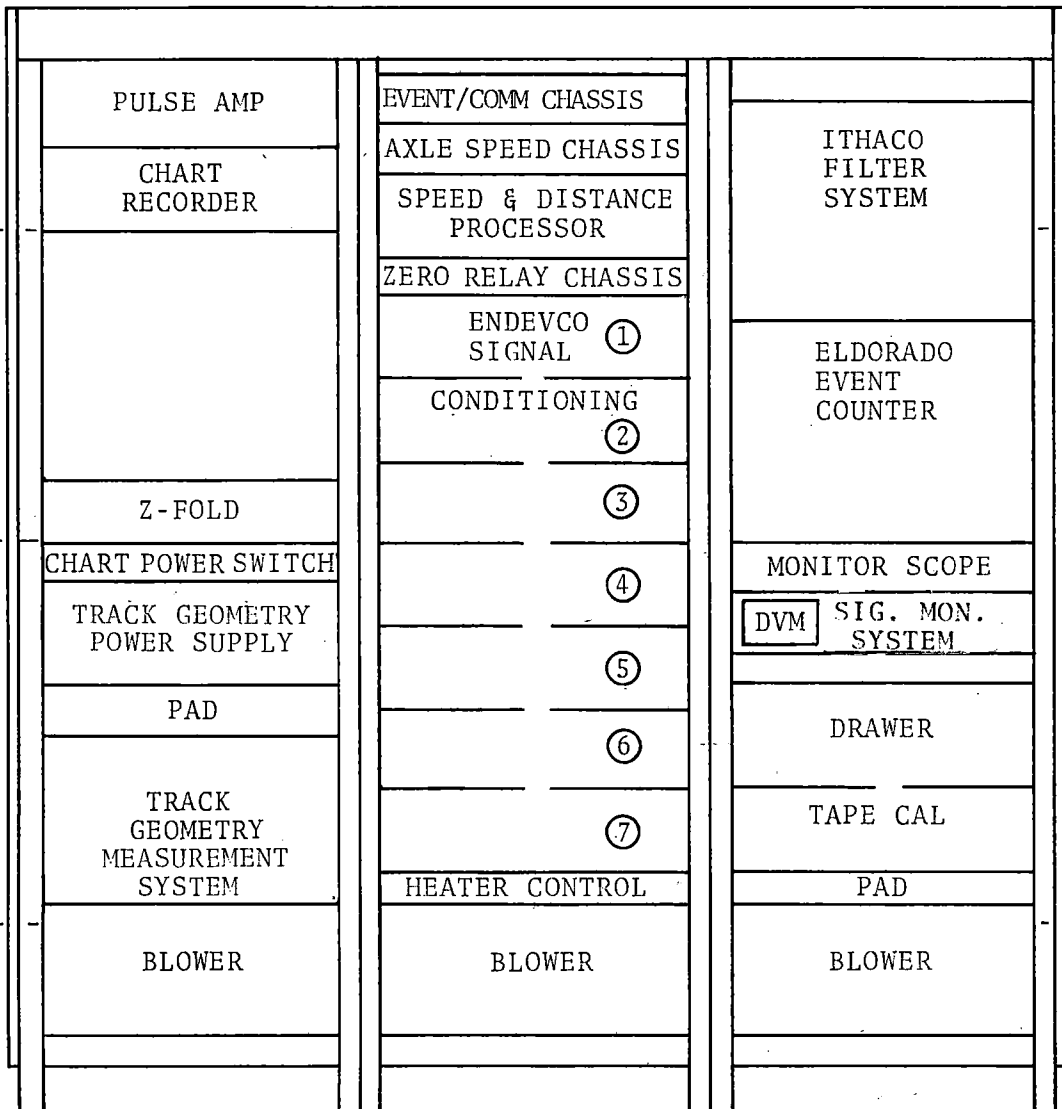 PULSE AMP
CHART
RECORDER
Z-FOLD
CHART POWER SWITCH
TRACK GEOMETRY
POWER SUPPLY
PAD
TRACK
GEOMETRY
MEASUREMENT
SYSTEM
BLOWER
EVENT/COMM CHASSIS
AXLE SPEED CHASSIS
SPEED & DISTANCE
PROCESSOR
ZERO RELAY CHASSIS
ENDEVCO
SIGNAL 1
CONDITIONING
2
3
4
5
6
7
HEATER CONTROL
BLOWER
ITHACO
FILTER
SYSTEM
ELDORADO
EVENT
COUNTER
MONITOR SCOPE
DVM SIG. MON.
SYSTEM
DRAWER
TAPE CAL
PAD
BLOWER